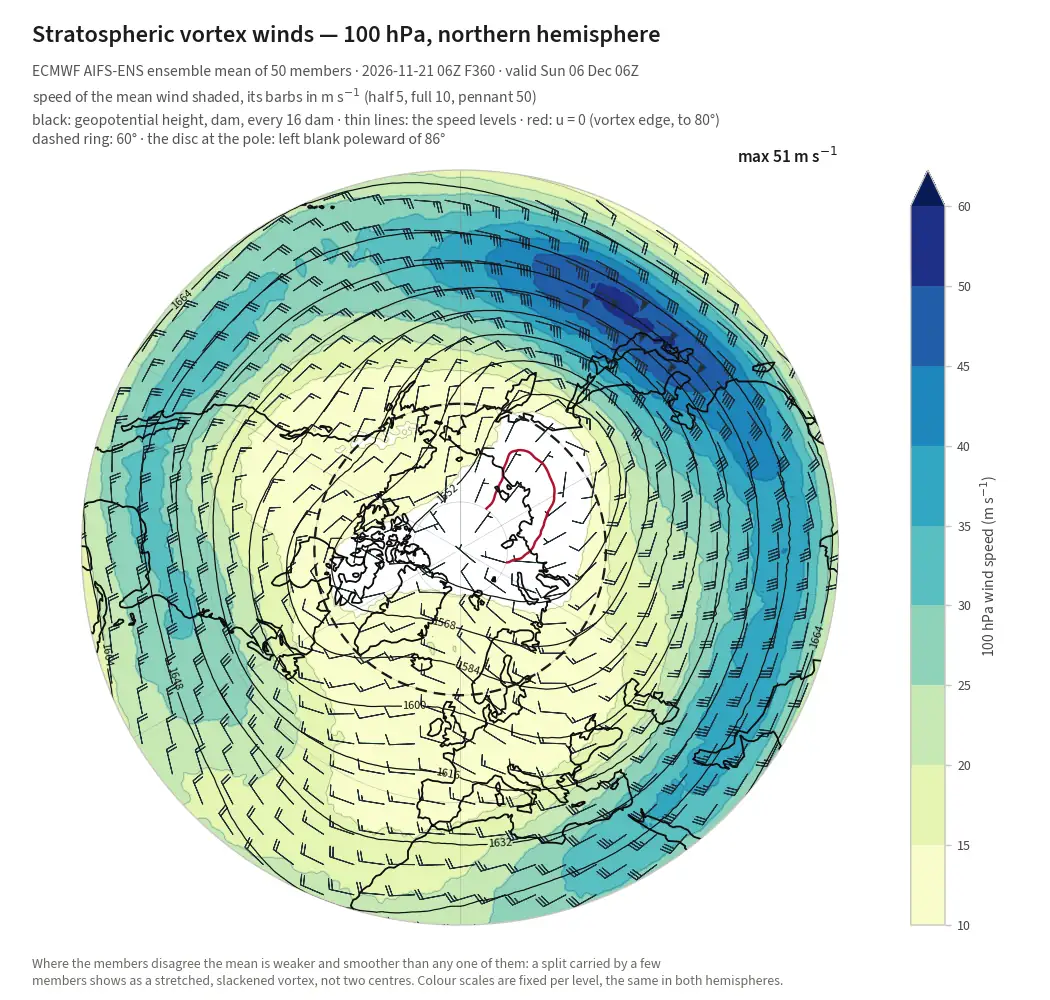 Stratospheric vortex winds — 100 hPa, northern hemisphere
ECMWF AIFS-ENS ensemble mean of 50 members · 2026-11-21 06Z F360 · valid Sun 06 Dec 06Z
speed of the mean wind shaded, its barbs in m s⁻¹ (half 5, full 10, pennant 50)
black: geopotential height, dam, every 16 dam · thin lines: the speed levels · red: u = 0 (vortex edge, to 80°)
dashed ring: 60° · the disc at the pole: left blank poleward of 86°
max 51 m s⁻¹
60
50
45
40
35
30
25
20
15
10
100 hPa wind speed (m s⁻¹)
1664
1552
1568
1584
1600
1616
1632
1648
1664
Where the members disagree the mean is weaker and smoother than any one of them: a split carried by a few
members shows as a stretched, slackened vortex, not two centres. Colour scales are fixed per level, the same in both hemispheres.